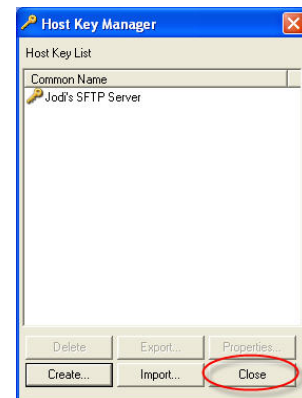 Host Key Manager
Host Key List
Common Name
Jodi's SFTP Server
Delete Export... Properties...
Create... Import... Close